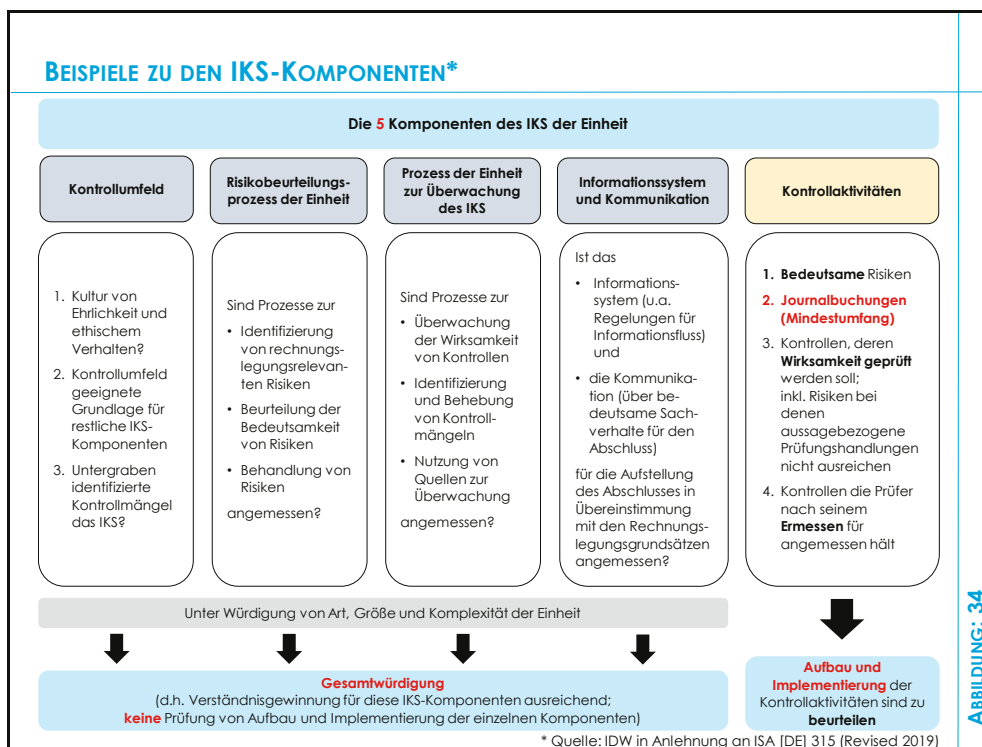 BEISPIELE ZU DEN IKS-KOMPONENTEN*
Die 5 Komponenten des IKS der Einheit
Kontrollumfeld
1. Kultur von
Ehrlichkeit und
ethischem
Verhalten?
2. Kontrollumfeld
geeignete
Grundlage für
restliche IKS-
Komponenten
3. Untergraben
identifizierte
Kontrollmängel
das IKS?
Risikobeurteilungs-
prozess der Einheit
Sind Prozesse zur
• Identifizierung
von rechnungs-
legungsrelevan-
ten Risiken
• Beurteilung der
Bedeutsamkeit
von Risiken
• Behandlung von
Risiken
angemessen?
Prozess der Einheit
zur Überwachung
des IKS
Sind Prozesse zur
• Überwachung
der Wirksamkeit
von Kontrollen
• Identifizierung
und Behebung
von Kontroll-
mängeln
• Nutzung von
Quellen zur
Überwachung
angemessen?
Informationssystem
und Kommunikation
Ist das
• Informations-
system (u.a.
Regelungen für
Informationsfluss)
und
• die Kommunika-
tion (über be-
deutsame Sach-
verhalte für den
Abschluss)
für die Aufstellung
des Abschlusses in
Übereinstimmung
mit den Rechnungs-
legungsgrundsätzen
angemessen?
Kontrollaktivitäten
1. Bedeutsame Risiken
2. Journalbuchungen
(Mindestumfang)
3. Kontrollen, deren
Wirksamkeit geprüft
werden soll;
inkl. Risiken bei
denen
aussagebezogene
Prüfungshandlungen
nicht ausreichen
4. Kontrollen die Prüfer
nach seinem
Ermessen für
angemessen hält
Unter Würdigung von Art, Größe und Komplexität der Einheit
Gesamtwürdigung
(d.h. Verständnisgewinnung für diese IKS-Komponenten ausreichend;
keine Prüfung von Aufbau und Implementierung der einzelnen Komponenten)
Aufbau und
Implementierung der
Kontrollaktivitäten sind zu
beurteilen
* Quelle: IDW in Anlehnung an ISA [DE] 315 (Revised 2019)
ABBILDUNG: 34